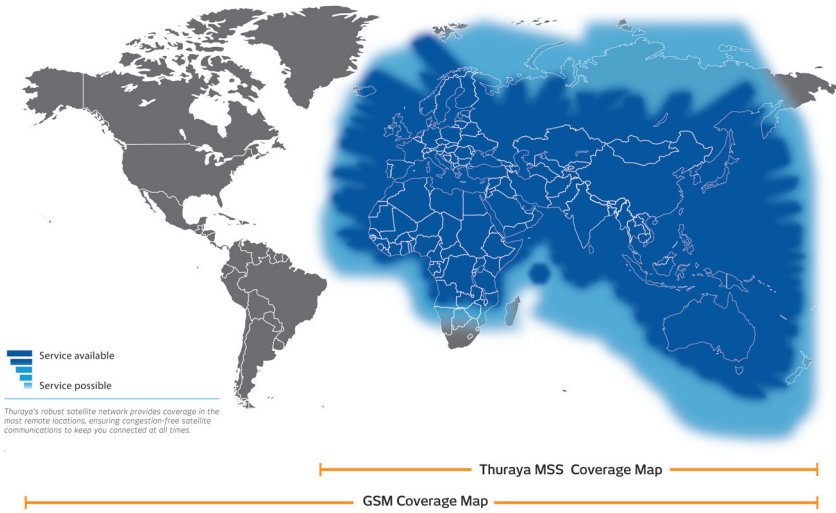 Service available
Service possible
Thuraya's robust satellite network provides coverage in the
most remote locations, ensuring congestion-free satellite
communications to keep you connected at all times.
Thuraya MSS Coverage Map
GSM Coverage Map